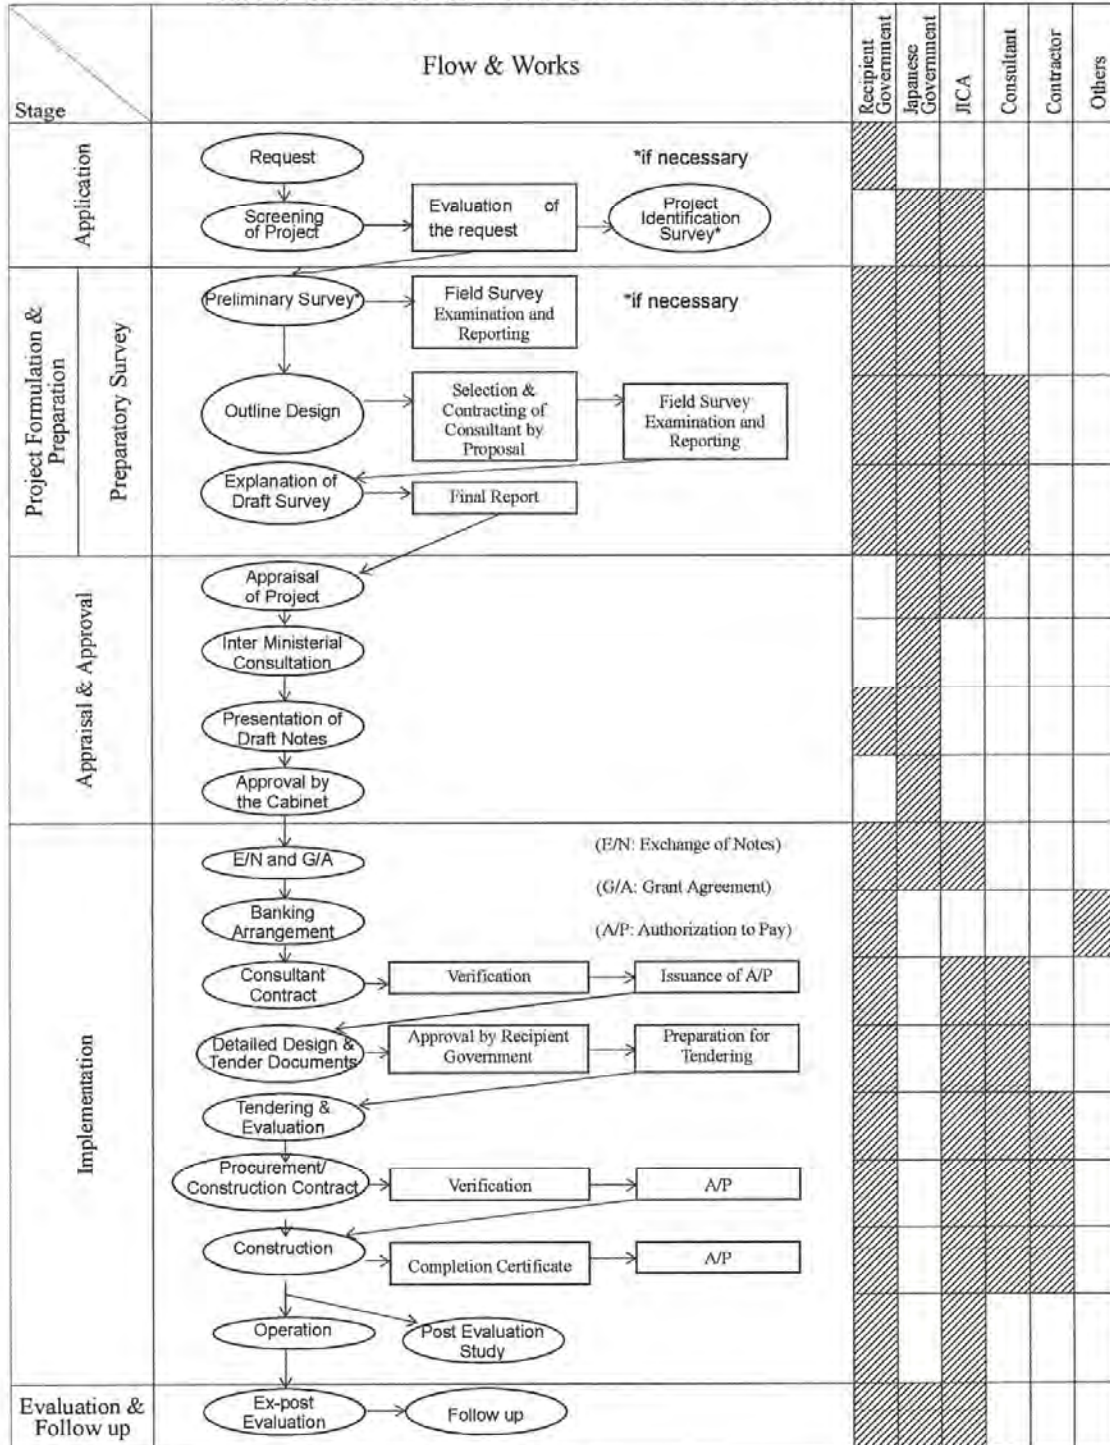 Stage
Flow & Works
Recipient
Government
Japanese
Government
JICA
Consultant
Contractor
Others
Application
Request
*if necessary
Screening
of Project
Evaluation of
the request
Project
Identification
Survey*
Project Formulation &
Preparation
Preparatory Survey
Preliminary Survey*
Field Survey
Examination and
Reporting
*if necessary
Outline Design
Selection &
Contracting of
Consultant by
Proposal
Field Survey
Examination and
Reporting
Explanation of
Draft Survey
Final Report
Appraisal & Approval
Appraisal
of Project
Inter Ministerial
Consultation
Presentation of
Draft Notes
Approval by
the Cabinet
Implementation
E/N and G/A
(E/N: Exchange of Notes)
(G/A: Grant Agreement)
(A/P: Authorization to Pay)
Banking
Arrangement
Consultant
Contract
Verification
Issuance of A/P
Detailed Design &
Tender Documents
Approval by Recipient
Government
Preparation for
Tendering
Tendering &
Evaluation
Procurement/
Construction Contract
Verification
A/P
Construction
Completion Certificate
A/P
Operation
Post Evaluation
Study
Evaluation &
Follow up
Ex-post
Evaluation
Follow up